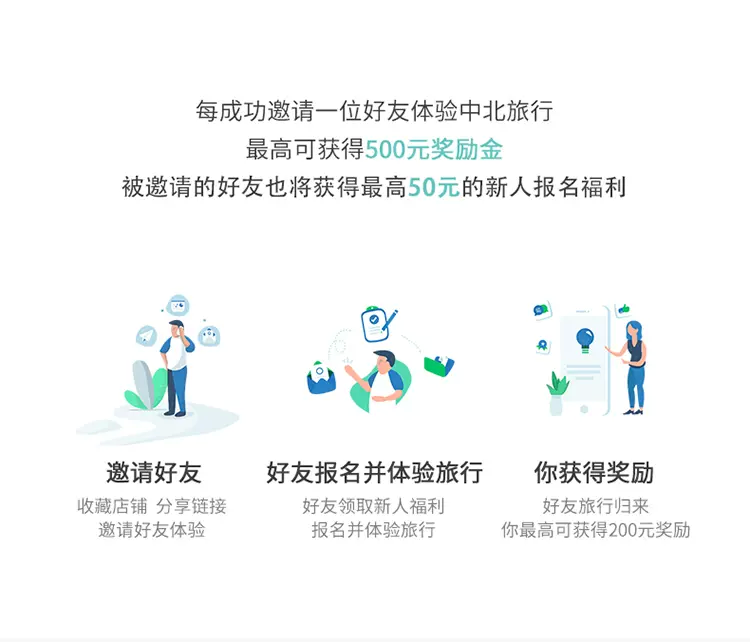 每成功邀请一位好友体验中北旅行
最高可获得500元奖励金
被邀请的好友也将获得最高50元的新人报名福利
邀请好友
收藏店铺 分享链接
邀请好友体验
好友报名并体验旅行
好友领取新人福利
报名并体验旅行
你获得奖励
好友旅行归来
你最高可获得200元奖励